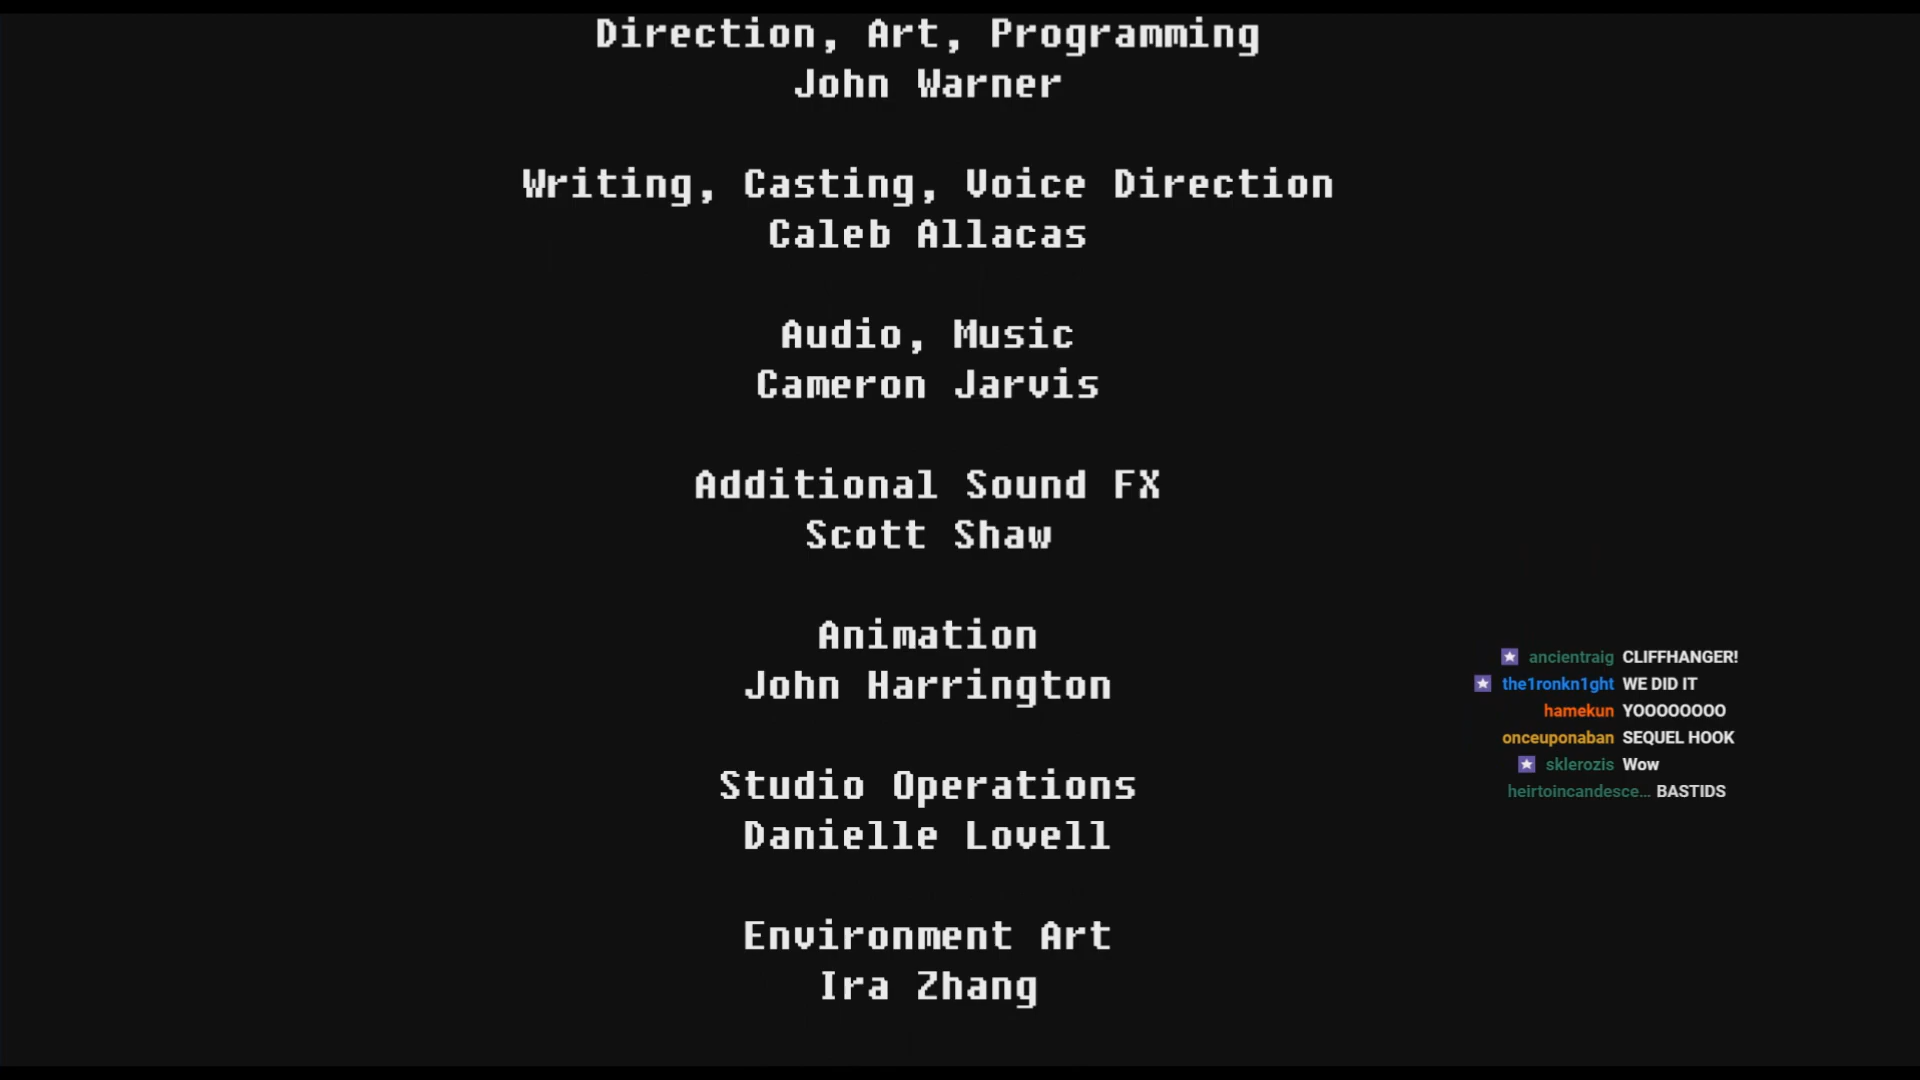 Direction, Art, Programming
John Warner
Writing, Casting, Voice Direction
Caleb Allacas
Audio, Music
Cameron Jarvis
Additional Sound FX
Scott Shaw
Animation
John Harrington
Studio Operations
Danielle Lovell
Environment Art
Ira Zhang
ancientraig CLIFFHANGER!
the1ronkn1ght WE DID IT
hamekun YOOOOOOOO
onceuponaban SEQUEL HOOK
sklerozis Wow
heirtoincandesce... BASTIDS